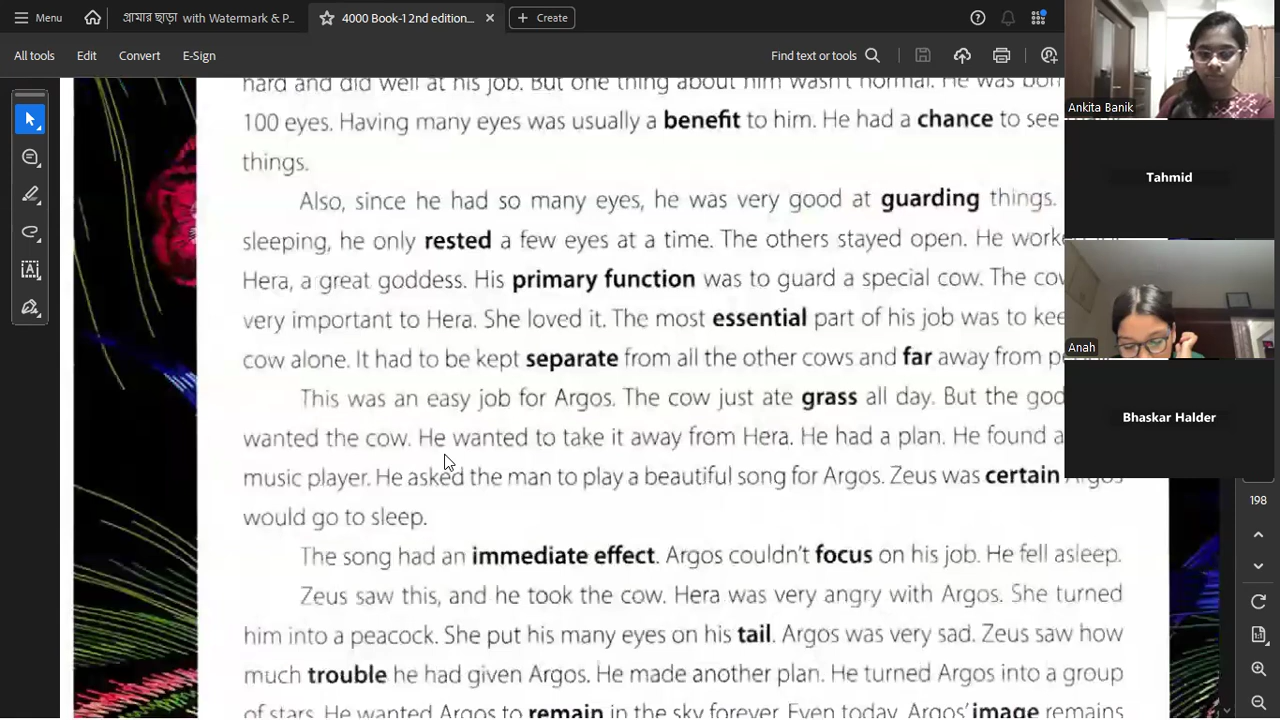 Menu
গ্রামার ছাড়া with Watermark & P...
4000 Book-1 2nd edition...
Create
All tools Edit Convert E-Sign
Find text or tools
hard and did well at his job. But one thing about him wasn't normal. He was born
100 eyes. Having many eyes was usually a benefit to him. He had a chance to see
things.
Also, since he had so many eyes, he was very good at guarding things.
sleeping, he only rested a few eyes at a time. The others stayed open. He worked
Hera, a great goddess. His primary function was to guard a special cow. The cow
very important to Hera. She loved it. The most essential part of his job was to keep
cow alone. It had to be kept separate from all the other cows and far away from
This was an easy job for Argos. The cow just ate grass all day. But the god
wanted the cow. He wanted to take it away from Hera. He had a plan. He found a
music player. He asked the man to play a beautiful song for Argos. Zeus was certain Argos
would go to sleep.
The song had an immediate effect. Argos couldn't focus on his job. He fell asleep.
Zeus saw this, and he took the cow. Hera was very angry with Argos. She turned
him into a peacock. She put his many eyes on his tail. Argos was very sad. Zeus saw how
much trouble he had given Argos. He made another plan. He turned Argos into a group
of stars. He wanted Argos to remain in the sky forever. Even today, Argos' image remains
Ankita Banik
Tahmid
Anah
Bhaskar Halder
198
1:1